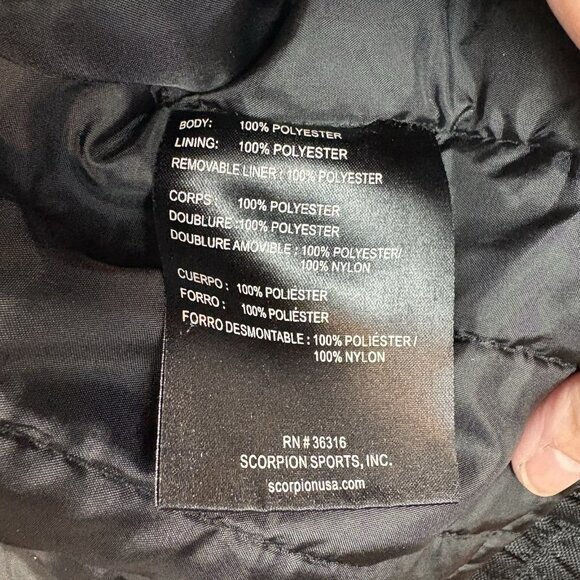 BODY: 100% POLYESTER
LINING: 100% POLYESTER
REMOVABLE LINER : 100% POLYESTER
CORPS : 100% POLYESTER
DOUBLURE :100% POLYESTER
DOUBLURE AMOVIBLE : 100% POLYESTER/
100% NYLON
CUERPO : 100% POLIÉSTER
FORRO : 100% POLIÉSTER
FORRO DESMONTABLE : 100% POLIÉSTER /
100% NYLON
RN # 36316
SCORPION SPORTS, INC.
scorpionusa.com